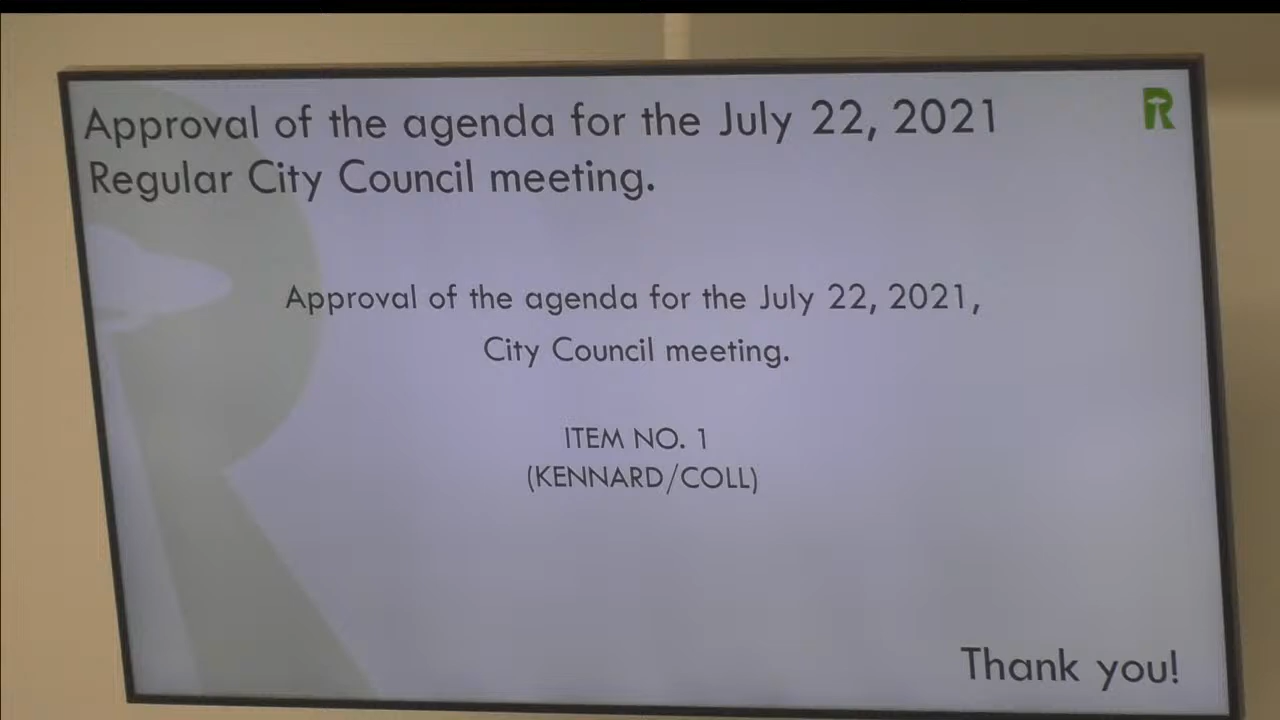 Approval of the agenda for the July 22, 2021
Regular City Council meeting.
Approval of the agenda for the July 22, 2021,
City Council meeting.
ITEM NO. 1
(KENNARD/COLL)
Thank you!
R